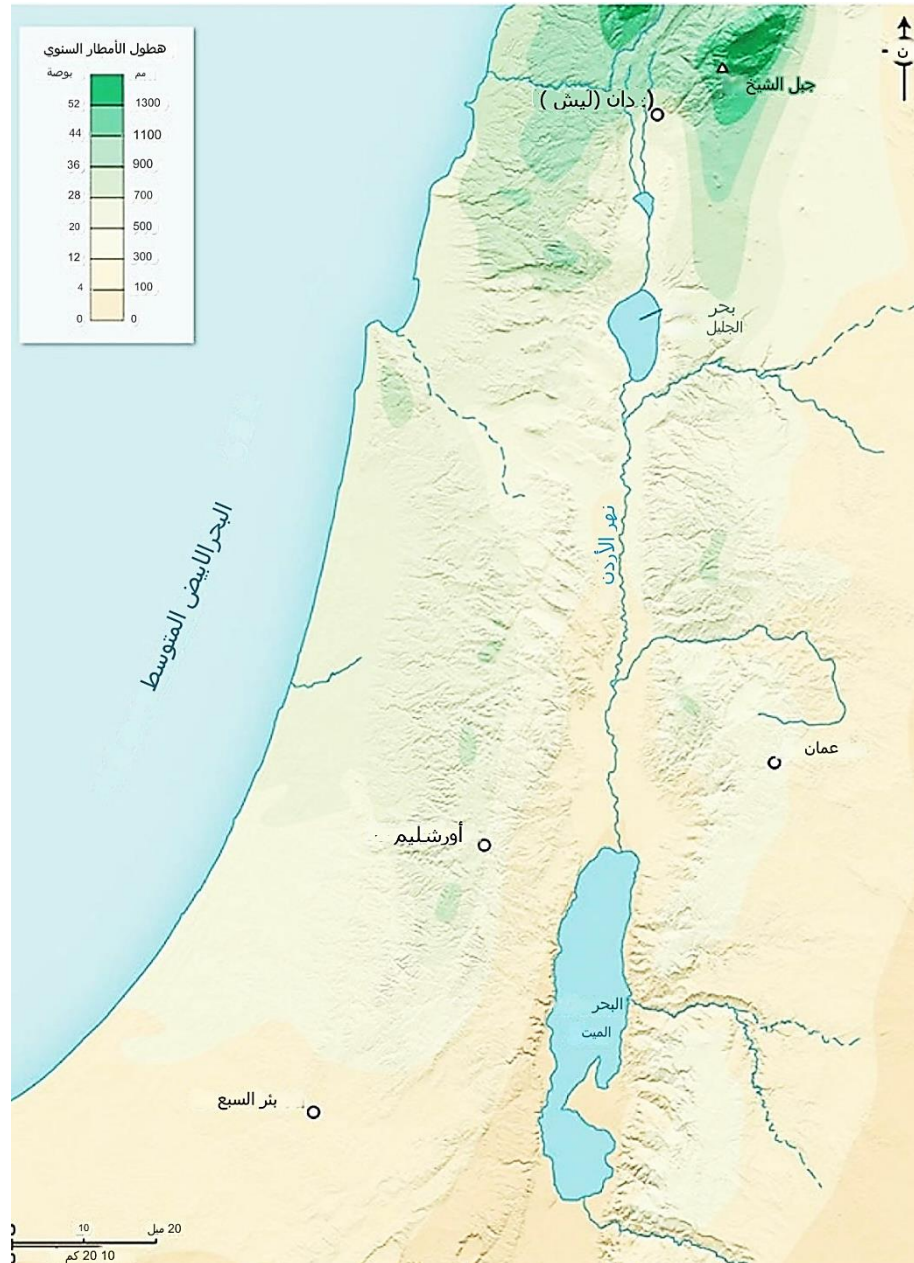 هطول الأمطار السنوي
بوصة مم
52 1300
44 1100
36 900
28 700
20 500
12 300
4 100
0 0
ن
جبل الشيخ
دان (ليش )
بحر
الجليل
البحر الابيض المتوسط
نهر الأردن
عمان
أورشليم
البحر
الميت
بئر السبع
10 20 ميل
10 20 كم